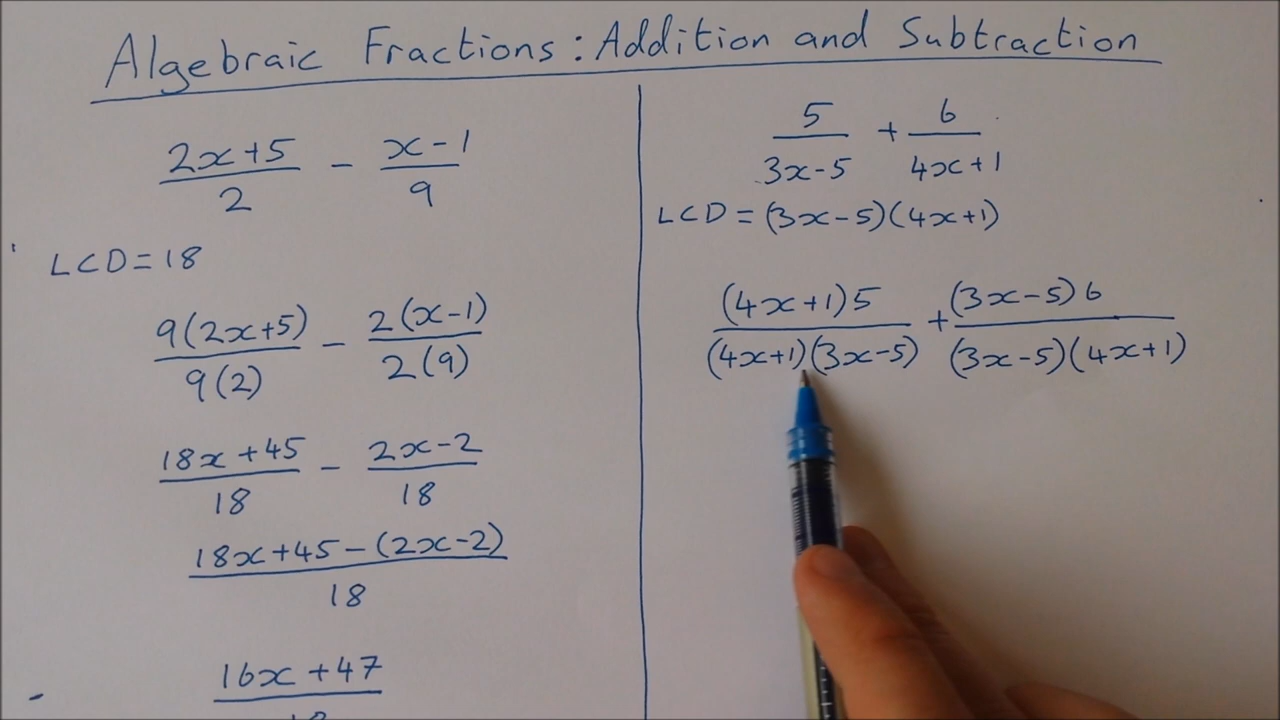 Algebraic Fractions: Addition and Subtraction
2x+5 / 2 − x-1 / 9
LCD=18
9(2x+5) / 9(2) − 2(x-1) / 2(9)
18x+45 / 18 − 2x-2 / 18
18x+45-(2x-2) / 18
16x+47
5 / 3x-5 + 6 / 4x+1
LCD=(3x-5)(4x+1)
(4x+1)5 / (4x+1)(3x-5) + (3x-5)6 / (3x-5)(4x+1)